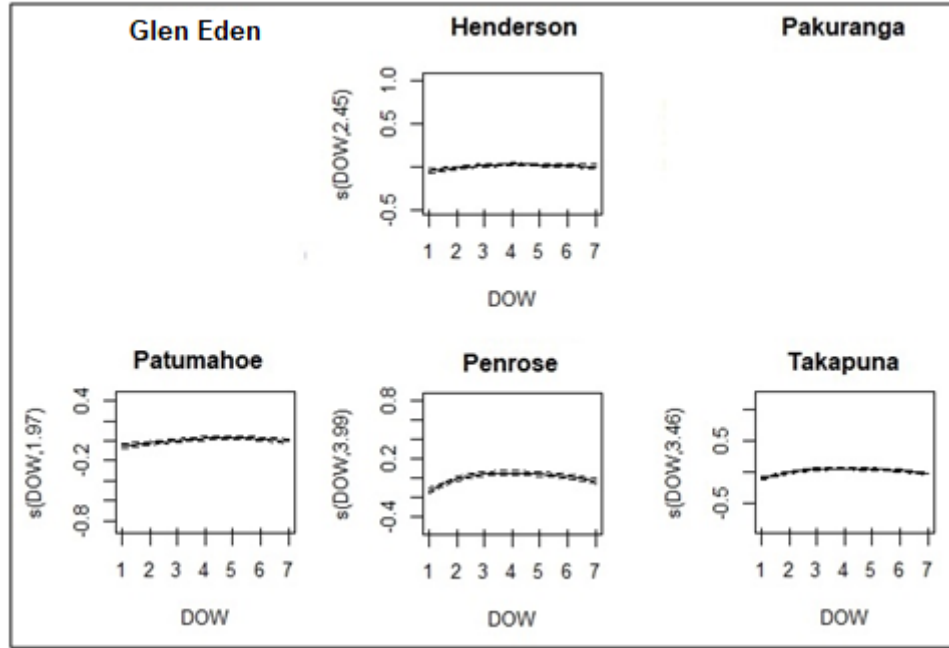 Glen Eden
Henderson
Pakuranga
s(DOW,2.45)
1.0
0.5
-0.5
1 2 3 4 5 6 7
DOW
Patumahoe
Penrose
Takapuna
s(DOW,1.97)
0.4
-0.2
-0.8
1 2 3 4 5 6 7
DOW
s(DOW,3.99)
0.8
0.2
-0.4
1 2 3 4 5 6 7
DOW
s(DOW,3.46)
0.5
-0.5
1 2 3 4 5 6 7
DOW